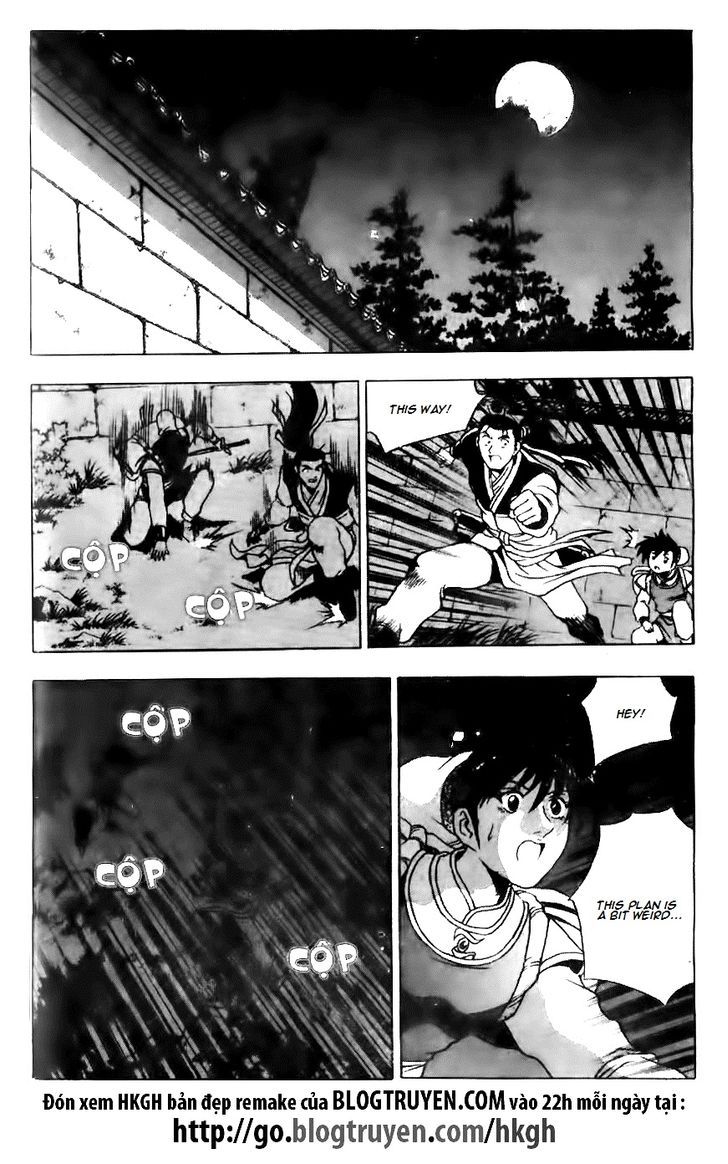 THIS WAY!
CỘP
CỘP
CỘP
CỘP
CỘP
HEY!
THIS PLAN IS
A BIT WEIRD...
Đón xem HKGH bản đẹp remake của BLOGTRUYEN.COM vào 22h mỗi ngày tại :
http://go.blogtruyen.com/hkgh